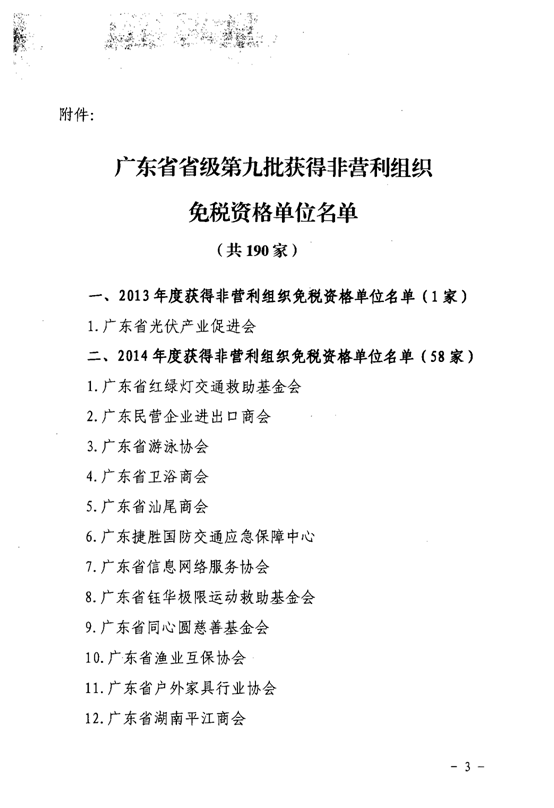 附件：
广东省省级第九批获得非营利组织
免税资格单位名单
（共190家）
一、2013年度获得非营利组织免税资格单位名单（1家）
1.广东省光伏产业促进会
二、2014年度获得非营利组织免税资格单位名单（58家）
1.广东省红绿灯交通救助基金会
2.广东民营企业进出口商会
3.广东省游泳协会
4.广东省卫浴商会
5.广东省汕尾商会
6.广东捷胜国防交通应急保障中心
7.广东省信息网络服务协会
8.广东省钰华极限运动救助基金会
9.广东省同心圆慈善基金会
10.广东省渔业互保协会
11.广东省户外家具行业协会
12.广东省湖南平江商会
- 3 -